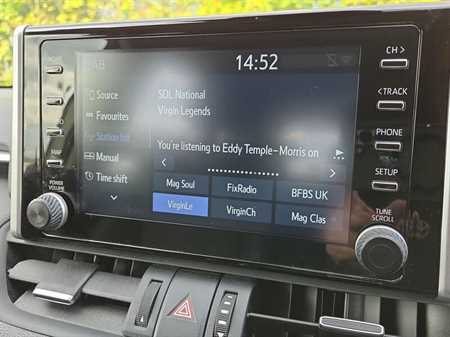 DAB
14:52
CH >
Source
SDL National
Virgin Legends
Favourites
< TRACK
Station list
You're listening to Eddy Temple-Morris on
PHONE
Manual
MAP
Mag Soul FixRadio BFBS UK
SETUP
Time shift
VirginLe VirginCh Mag Clas
POWER
VOLUME
TUNE
SCROLL